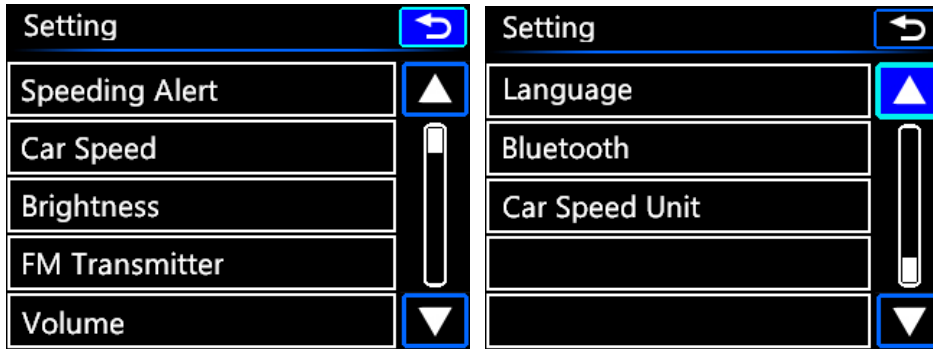 Setting
Speeding Alert
Car Speed
Brightness
FM Transmitter
Volume
Setting
Language
Bluetooth
Car Speed Unit